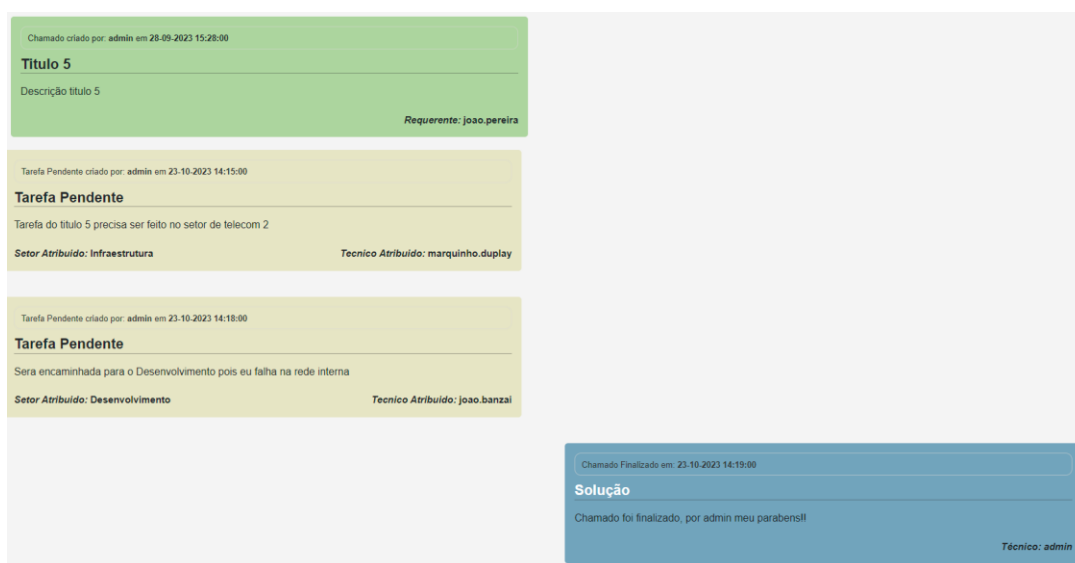 Chamado criado por: admin em 28-09-2023 15:28:00
Titulo 5
Descrição titulo 5
Requerente: joao.pereira
Tarefa Pendente criado por: admin em 23-10-2023 14:15:00
Tarefa Pendente
Tarefa do titulo 5 precisa ser feito no setor de telecom 2
Setor Atribuido: Infraestrutura Tecnico Atribuido: marquinho.duplay
Tarefa Pendente criado por: admin em 23-10-2023 14:18:00
Tarefa Pendente
Sera encaminhada para o Desenvolvimento pois eu falha na rede interna
Setor Atribuido: Desenvolvimento Tecnico Atribuido: joao.banzai
Chamado Finalizado em: 23-10-2023 14:19:00
Solução
Chamado foi finalizado, por admin meu parabens!!
Técnico: admin